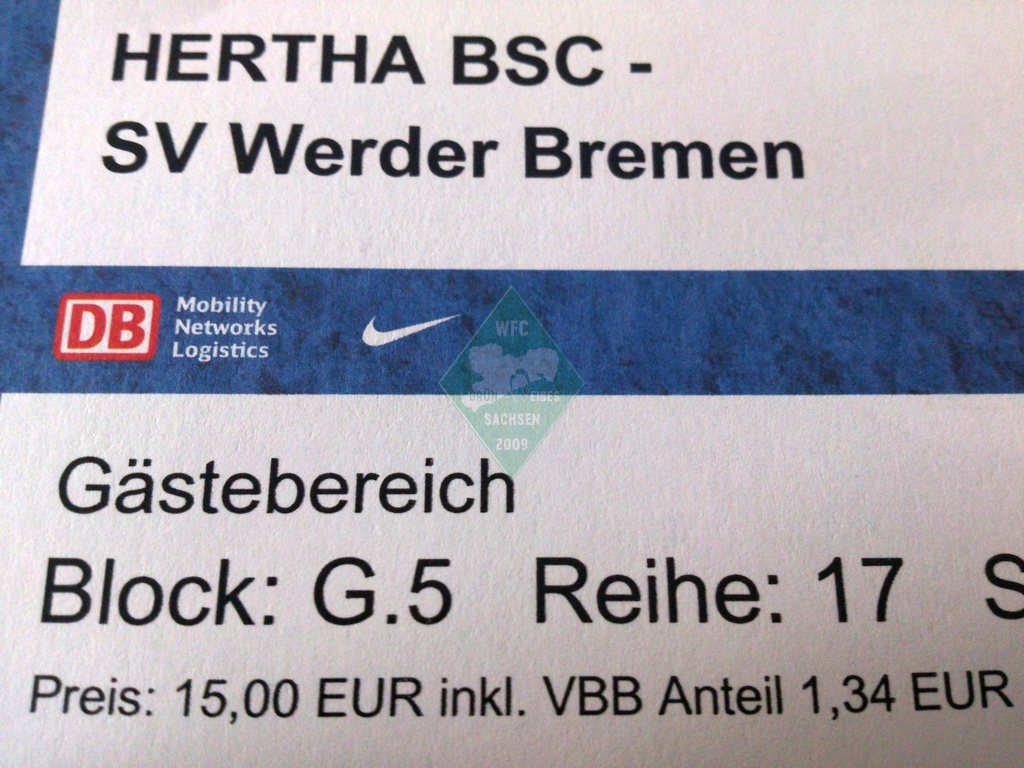 HERTHA BSC -
SV Werder Bremen
DB
Mobility
Networks
Logistics
WFC
SACHSEN
2009
Gästebereich
Block: G.5 Reihe: 17 S
Preis: 15,00 EUR inkl. VBB Anteil 1,34 EUR